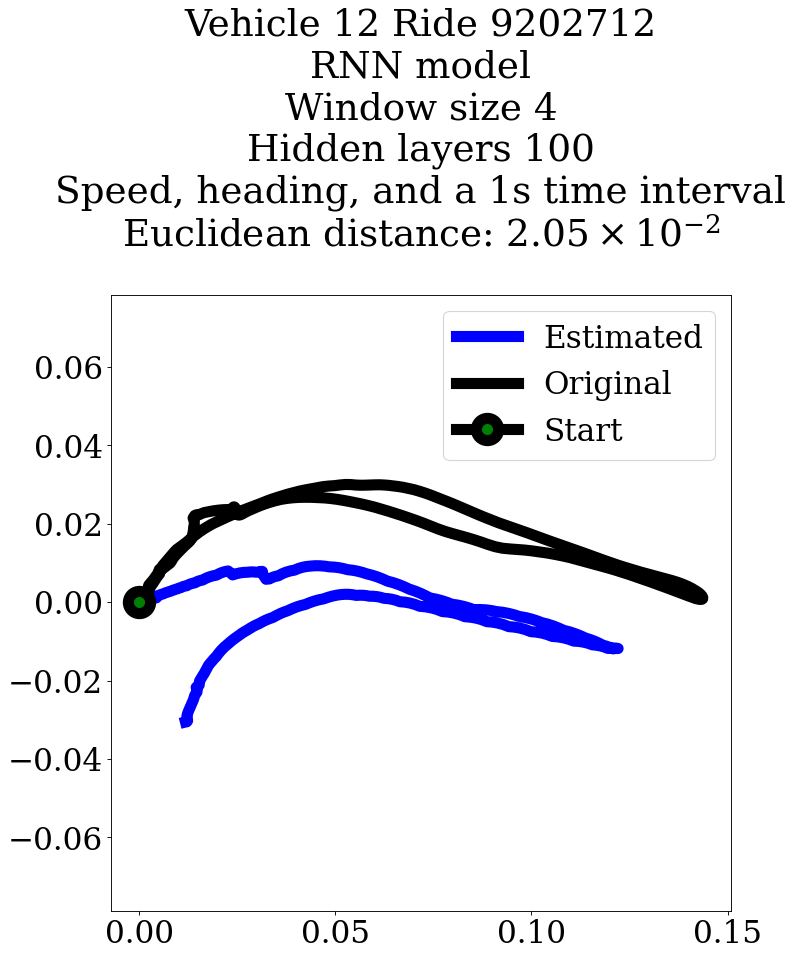 Vehicle 12 Ride 9202712
RNN model
Window size 4
Hidden layers 100
Speed, heading, and a 1s time interval
Euclidean distance: 2.05 × 10⁻²
Estimated
Original
Start
0.06
0.04
0.02
0.00
−0.02
−0.04
−0.06
0.00 0.05 0.10 0.15